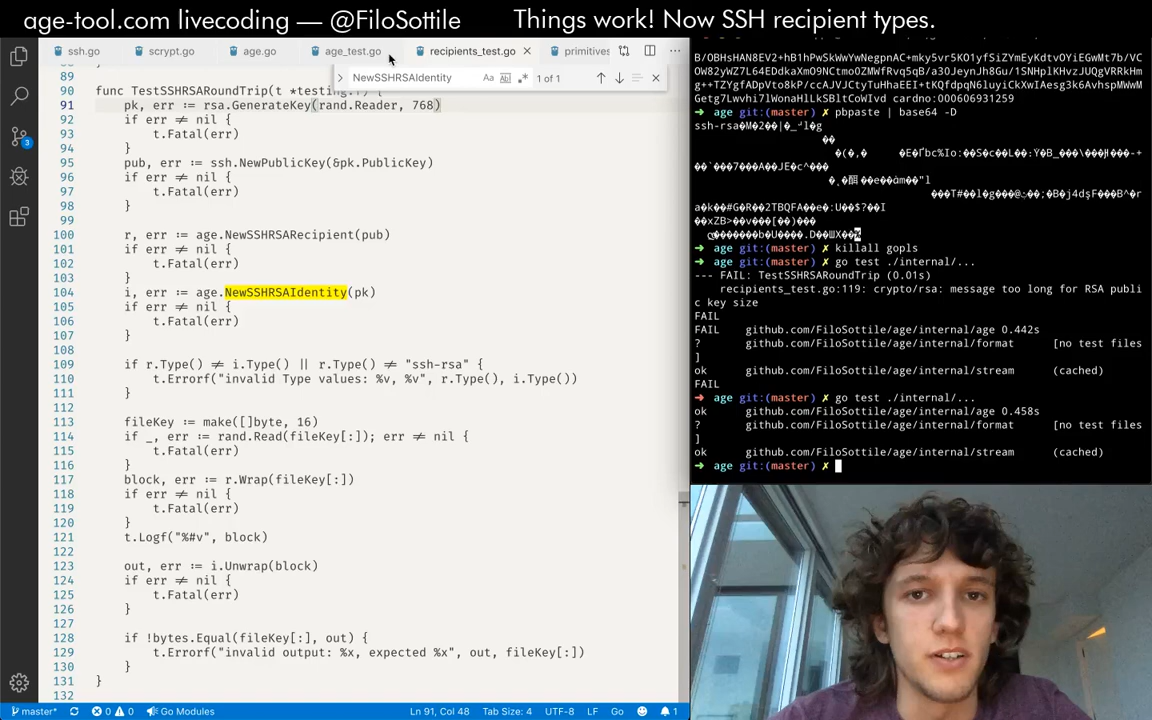 age-tool.com livecoding — @FiloSottile
Things work! Now SSH recipient types.
ssh.go
scrypt.go
age.go
age_test.go
recipients_test.go
primitives
NewSSHRSAIdentity
1 of 1
89
90 func TestSSHRSARoundTrip(t *testing.T) {
91 pk, err := rsa.GenerateKey(rand.Reader, 768)
92 if err ≠ nil {
93 t.Fatal(err)
94 }
95 pub, err := ssh.NewPublicKey(&pk.PublicKey)
96 if err ≠ nil {
97 t.Fatal(err)
98 }
99
100 r, err := age.NewSSHRSARecipient(pub)
101 if err ≠ nil {
102 t.Fatal(err)
103 }
104 i, err := age.NewSSHRSAIdentity(pk)
105 if err ≠ nil {
106 t.Fatal(err)
107 }
108
109 if r.Type() ≠ i.Type() || r.Type() ≠ "ssh-rsa" {
110 t.Errorf("invalid Type values: %v, %v", r.Type(), i.Type())
111 }
112
113 fileKey := make([]byte, 16)
114 if _, err := rand.Read(fileKey[:]); err ≠ nil {
115 t.Fatal(err)
116 }
117 block, err := r.Wrap(fileKey[:])
118 if err ≠ nil {
119 t.Fatal(err)
120 }
121 t.Logf("%#v", block)
122
123 out, err := i.Unwrap(block)
124 if err ≠ nil {
125 t.Fatal(err)
126 }
127
128 if !bytes.Equal(fileKey[:], out) {
129 t.Errorf("invalid output: %x, expected %x", out, fileKey[:])
130 }
131 }
132
master*
0 0
Go Modules
Ln 91, Col 48
Tab Size: 4
UTF-8
LF
Go
1
cardno:000606931259
➜ age git:(master) ✗ pbpaste | base64 -D
➜ age git:(master) ✗ killall gopls
➜ age git:(master) ✗ go test ./internal/...
--- FAIL: TestSSHRSARoundTrip (0.01s)
recipients_test.go:119: crypto/rsa: message too long for RSA publi
c key size
FAIL
FAIL github.com/FiloSottile/age/internal/age 0.442s
? github.com/FiloSottile/age/internal/format [no test files
]
ok github.com/FiloSottile/age/internal/stream (cached)
FAIL
➜ age git:(master) ✗ go test ./internal/...
ok github.com/FiloSottile/age/internal/age 0.458s
? github.com/FiloSottile/age/internal/format [no test files
]
ok github.com/FiloSottile/age/internal/stream (cached)
➜ age git:(master) ✗